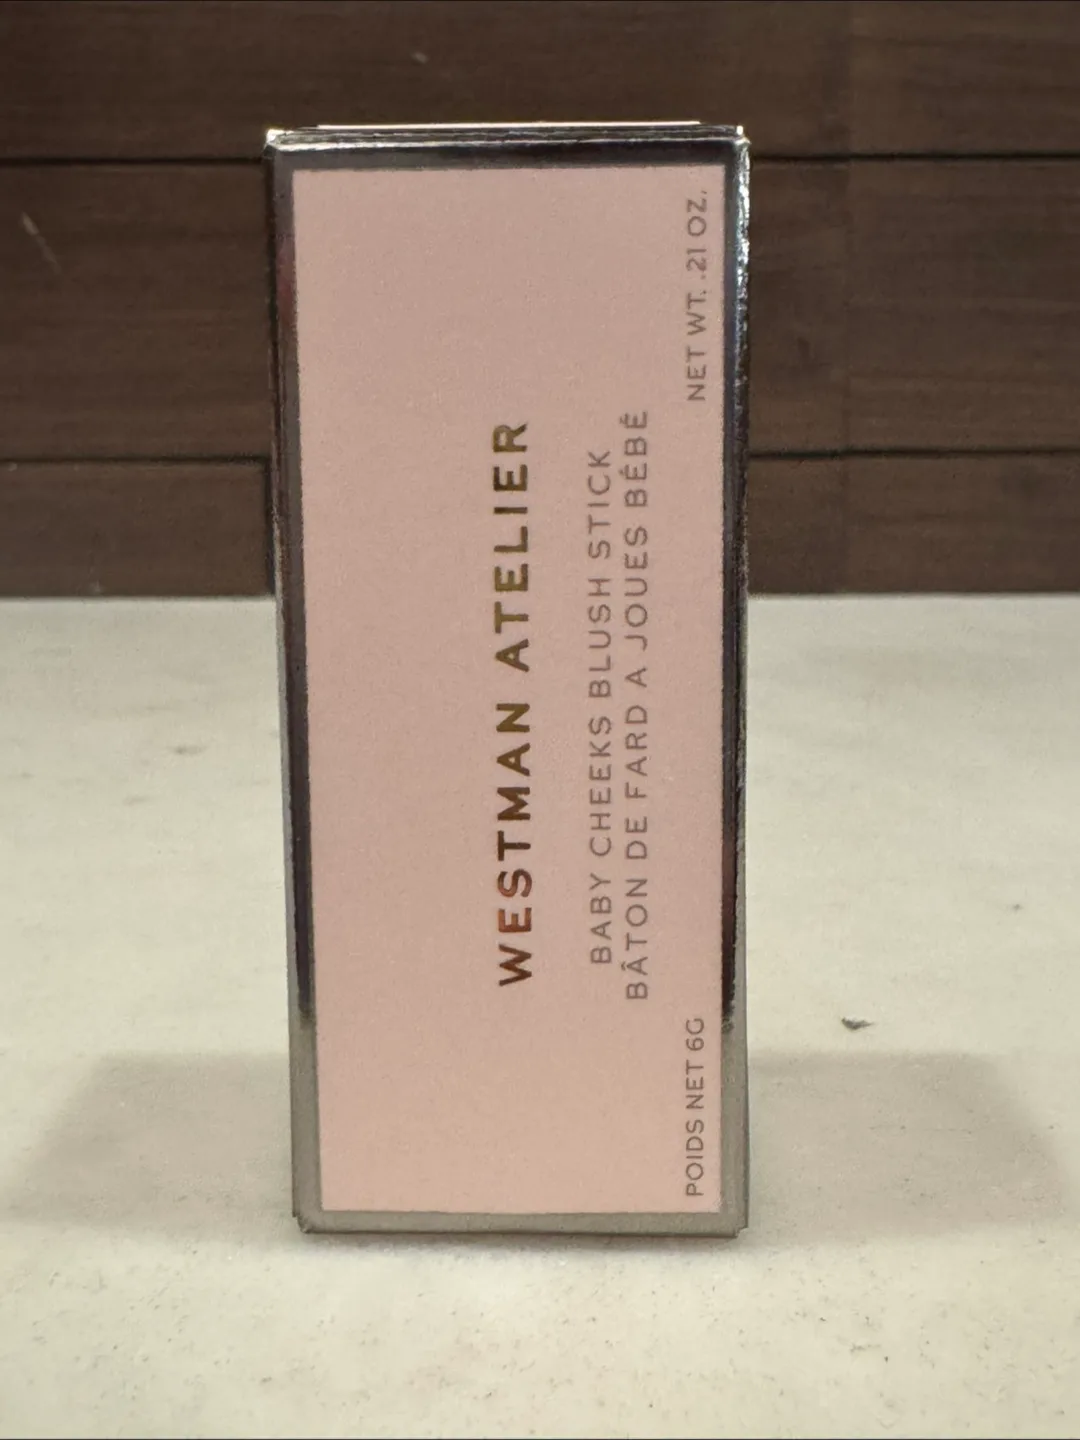 WESTMAN ATELIER
BABY CHEEKS BLUSH STICK
BÂTON DE FARD A JOUES BÉBÉ
POIDS NET 6G
NET WT. .21 OZ.